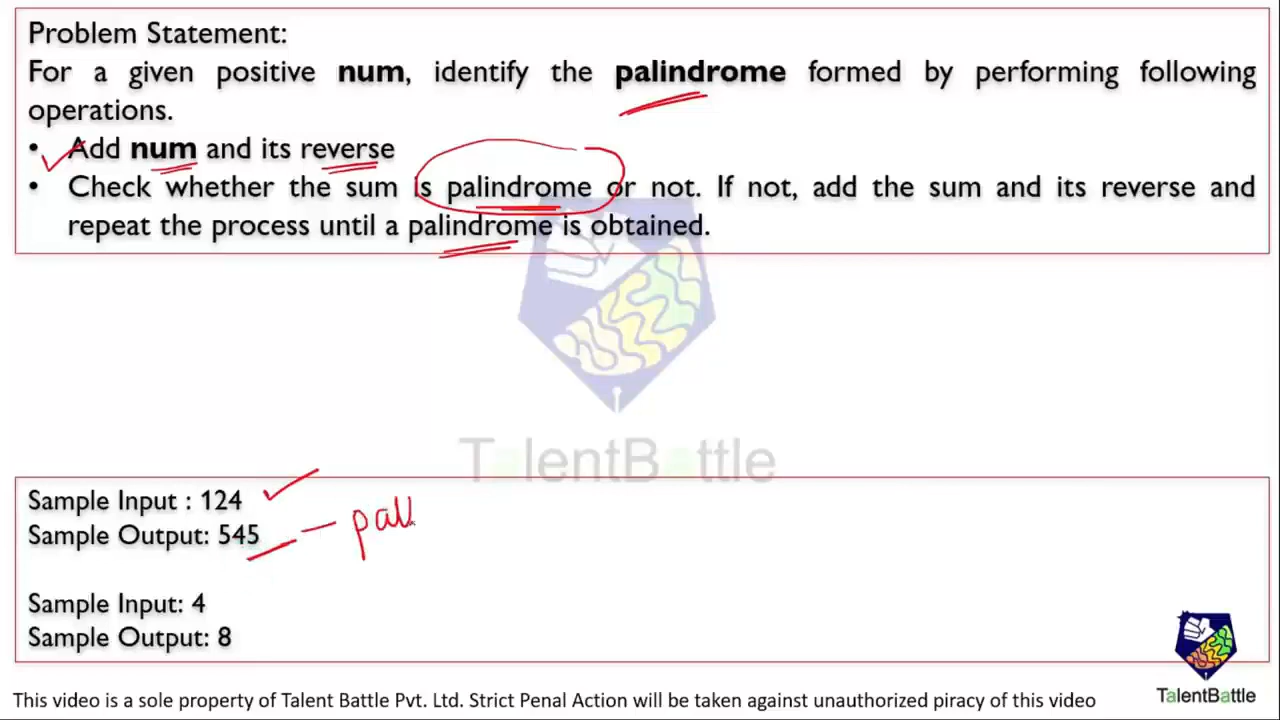 Problem Statement:
For a given positive num, identify the palindrome formed by performing following
operations.
• Add num and its reverse
• Check whether the sum is palindrome or not. If not, add the sum and its reverse and
repeat the process until a palindrome is obtained.
TalentBattle
Sample Input : 124
Sample Output: 545 — pall
Sample Input: 4
Sample Output: 8
TalentBattle
This video is a sole property of Talent Battle Pvt. Ltd. Strict Penal Action will be taken against unauthorized piracy of this video